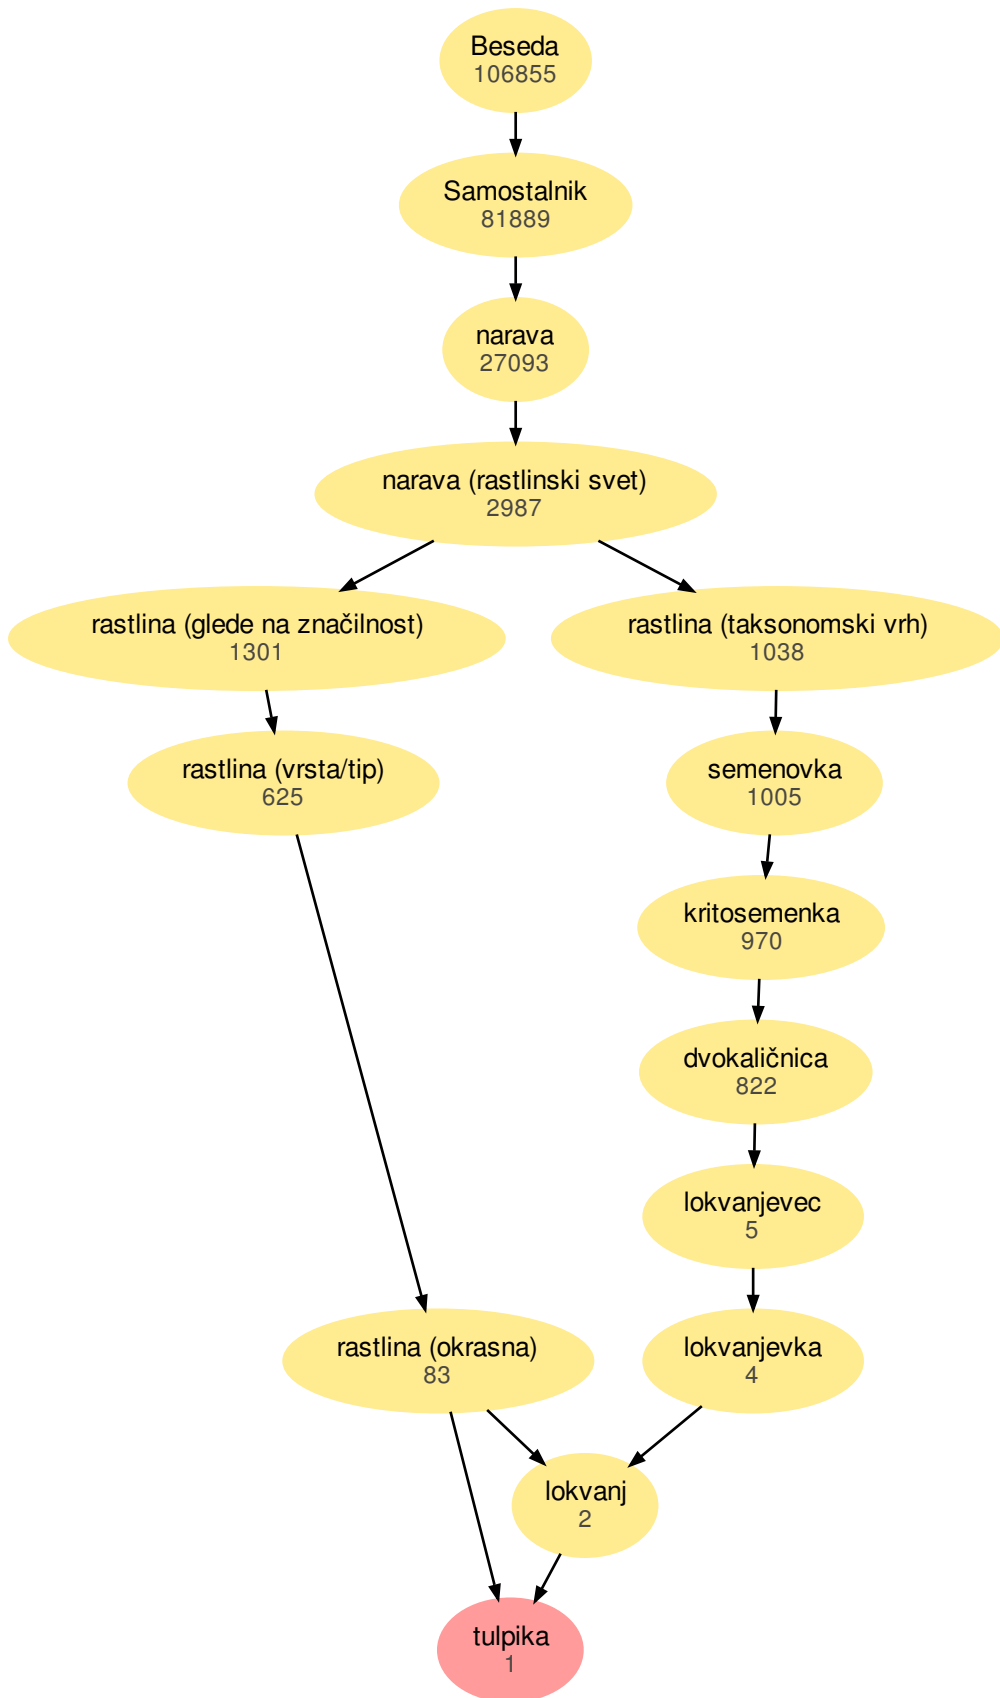 Beseda
106855
Samostalnik
81889
narava
27093
narava (rastlinski svet)
2987
rastlina (glede na značilnost)
1301
rastlina (taksonomski vrh)
1038
rastlina (vrsta/tip)
625
semenovka
1005
kritosemenka
970
dvokaličnica
822
lokvanjevec
5
rastlina (okrasna)
83
lokvanjevka
4
lokvanj
2
tulpika
1